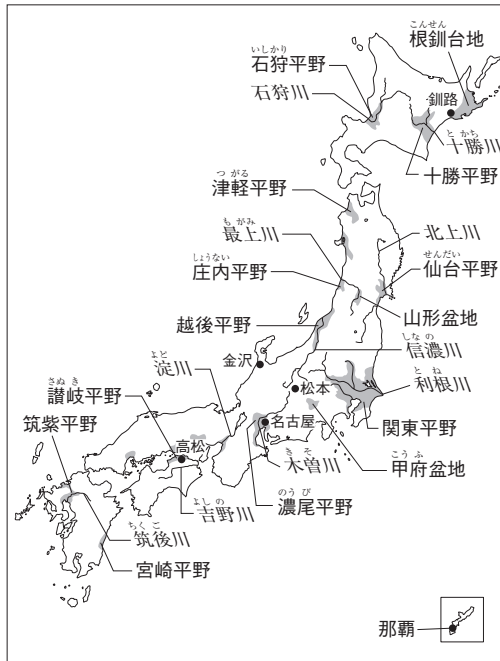 こんせん
根釧台地
いしかり
石狩平野
石狩川
釧路
とかち
十勝川
十勝平野
つがる
津軽平野
もがみ
最上川
北上川
しょうない
庄内平野
せんだい
仙台平野
山形盆地
越後平野
しなの
信濃川
金沢
よど
淀川
松本
とね
利根川
さぬき
讃岐平野
名古屋
関東平野
筑紫平野
高松
きそ
木曽川
こうふ
甲府盆地
よしの
吉野川
のうび
濃尾平野
ちくご
筑後川
宮崎平野
那覇